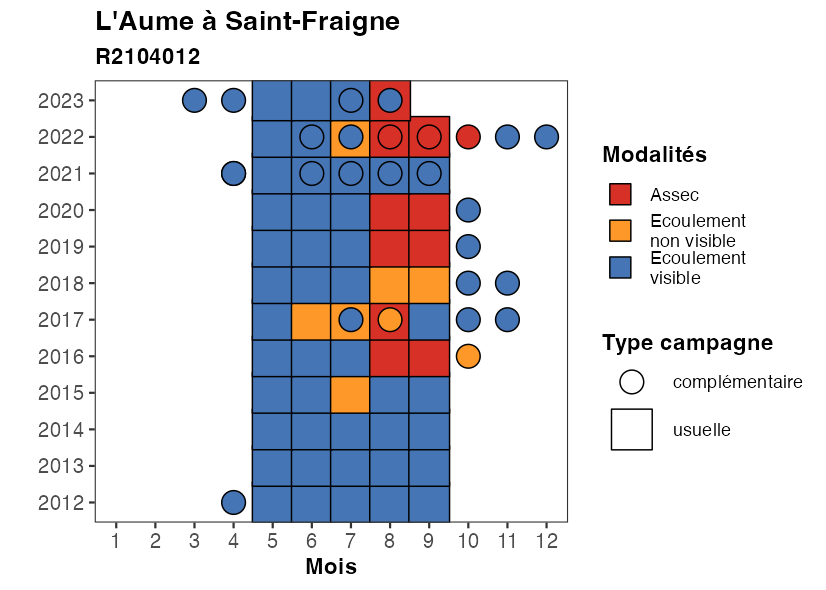 L'Aume à Saint-Fraigne
R2104012
2023
2022
2021
2020
2019
2018
2017
2016
2015
2014
2013
2012
1 2 3 4 5 6 7 8 9 10 11 12
Mois
Modalités
Assec
Ecoulement
non visible
Ecoulement
visible
Type campagne
complémentaire
usuelle